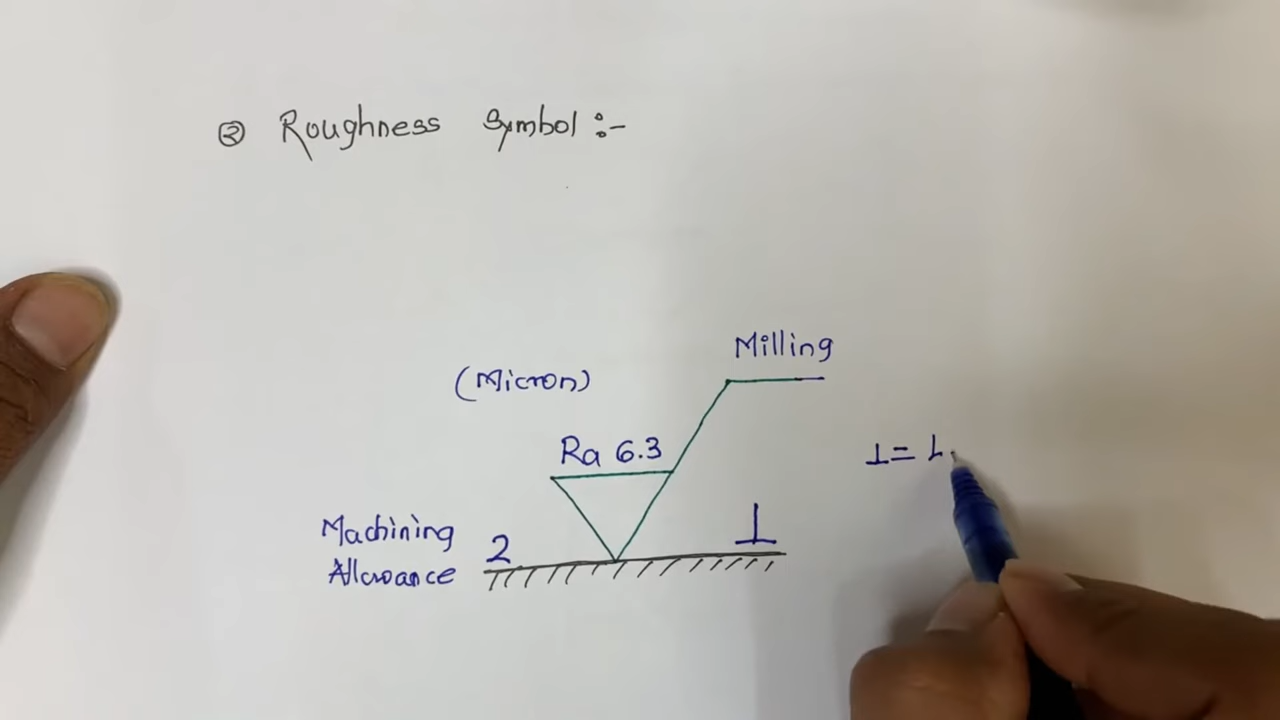 ② Roughness Symbol :-
Milling
(Micron)
Ra 6.3
⊥ = L
Machining
Allowance
2
⊥